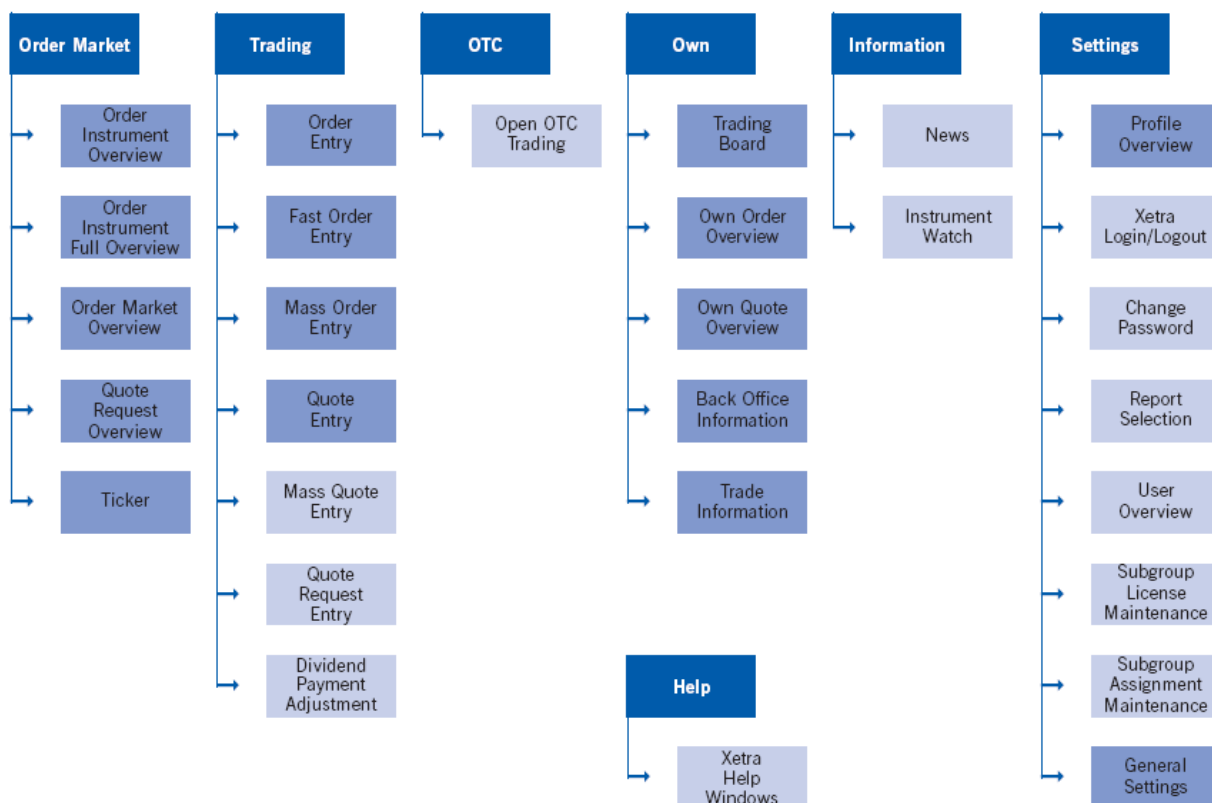 Order Market
Order
Instrument
Overview
Order
Instrument
Full Overview
Order Market
Overview
Quote
Request
Overview
Ticker
Trading
Order
Entry
Fast Order
Entry
Mass Order
Entry
Quote
Entry
Mass Quote
Entry
Quote
Request
Entry
Dividend
Payment
Adjustment
OTC
Open OTC
Trading
Own
Trading
Board
Own Order
Overview
Own Quote
Overview
Back Office
Information
Trade
Information
Help
Xetra
Help
Windows
Information
News
Instrument
Watch
Settings
Profile
Overview
Xetra
Login/Logout
Change
Password
Report
Selection
User
Overview
Subgroup
License
Maintenance
Subgroup
Assignment
Maintenance
General
Settings